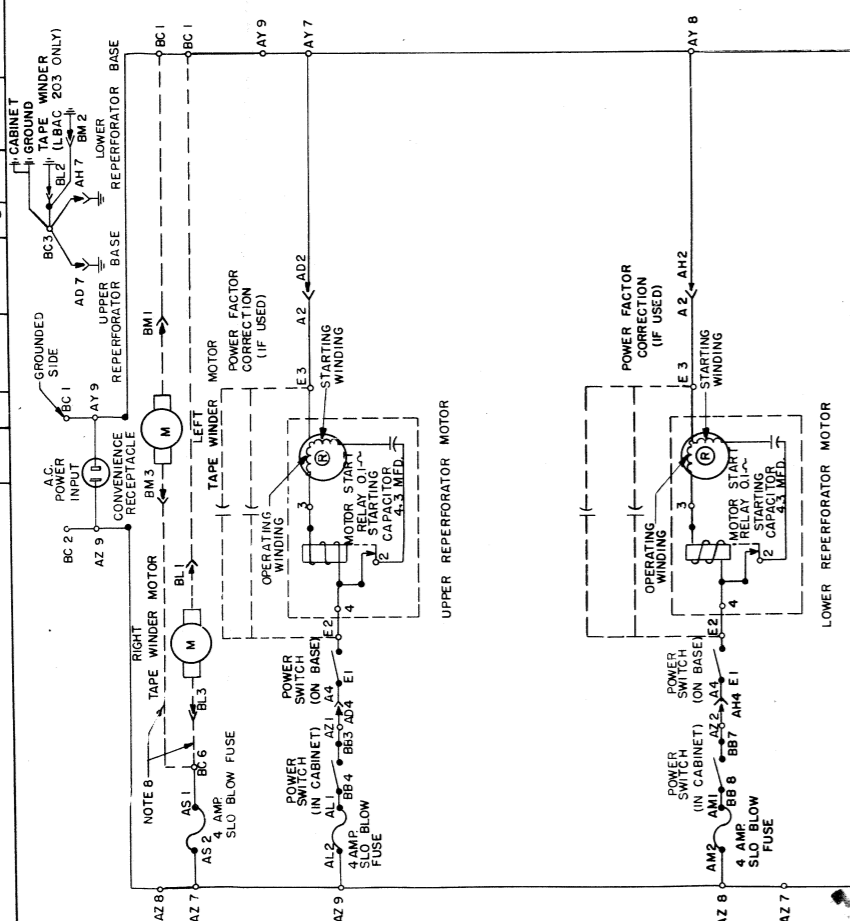 CABINET
GROUND
TAPE WINDER
(LBAC 203 ONLY)
BL2
BM 2
AH 7
LOWER
REPERFORATOR BASE
BC3
AD 7
UPPER
REPERFORATOR BASE
GROUNDED
SIDE
BC 1
AY 9
A.C.
POWER
INPUT
CONVENIENCE
RECEPTACLE
BC 2
AZ 9
BC 1
BC 1
AY 9
AY 7
AY 8
BM 1
M
BM 3
LEFT
TAPE WINDER MOTOR
RIGHT
TAPE WINDER MOTOR
BL1
M
BL3
NOTE 8
BC 6
AS 1
4 AMP.
SLO BLOW FUSE
AS 2
AZ 8
AZ 7
POWER FACTOR
CORRECTION
(IF USED)
AD2
A 2
E 3
STARTING
WINDING
R
OPERATING
WINDING
3
MOTOR START
RELAY 0.1~
STARTING
CAPACITOR
4.3 MFD.
2
4
E2
UPPER REPERFORATOR MOTOR
POWER
SWITCH
(ON BASE)
E1
A4
AD4
AZ 1
BB3
POWER
SWITCH
(IN CABINET)
BB4
AL 1
4 AMP.
SLO BLOW
FUSE
AL2
AZ 9
POWER FACTOR
CORRECTION
(IF USED)
AH2
A 2
E 3
STARTING
WINDING
R
OPERATING
WINDING
3
MOTOR START
RELAY 0.1~
STARTING
CAPACITOR
4.3 MFD.
2
4
E2
LOWER REPERFORATOR MOTOR
POWER
SWITCH
(ON BASE)
E1
A4
AH4
AZ 2
BB7
POWER
SWITCH
(IN CABINET)
BB 8
AM1
4 AMP.
SLO BLOW
FUSE
AM2
AZ 8
AZ 7